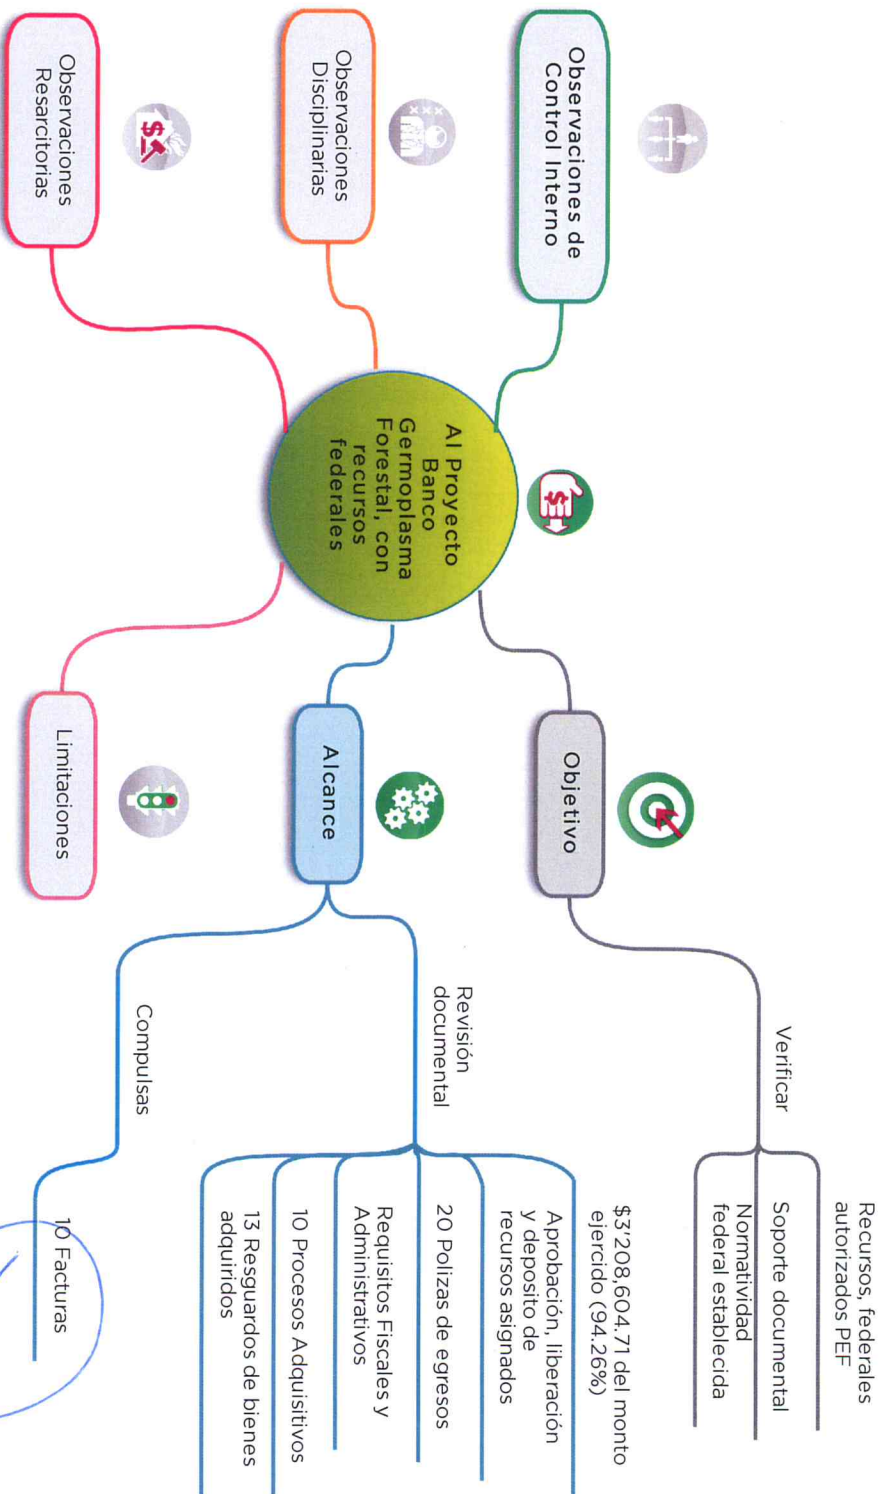 Observaciones de
Control Interno
Observaciones
Disciplinarias
Observaciones
Resarcitorias
Al Proyecto
Banco
Germoplasma
Forestal, con
recursos
federales
Objetivo
Verificar
Recursos, federales
autorizados PEF
Soporte documental
Normatividad
federal establecida
Alcance
Revisión
documental
$3'208,604.71 del monto
ejercido (94.26%)
Aprobación, liberación
y deposito de
recursos asignados
20 Polizas de egresos
Requisitos Fiscales y
Administrativos
10 Procesos Adquisitivos
13 Resguardos de bienes
adquiridos
Compulsas
10 Facturas
Limitaciones